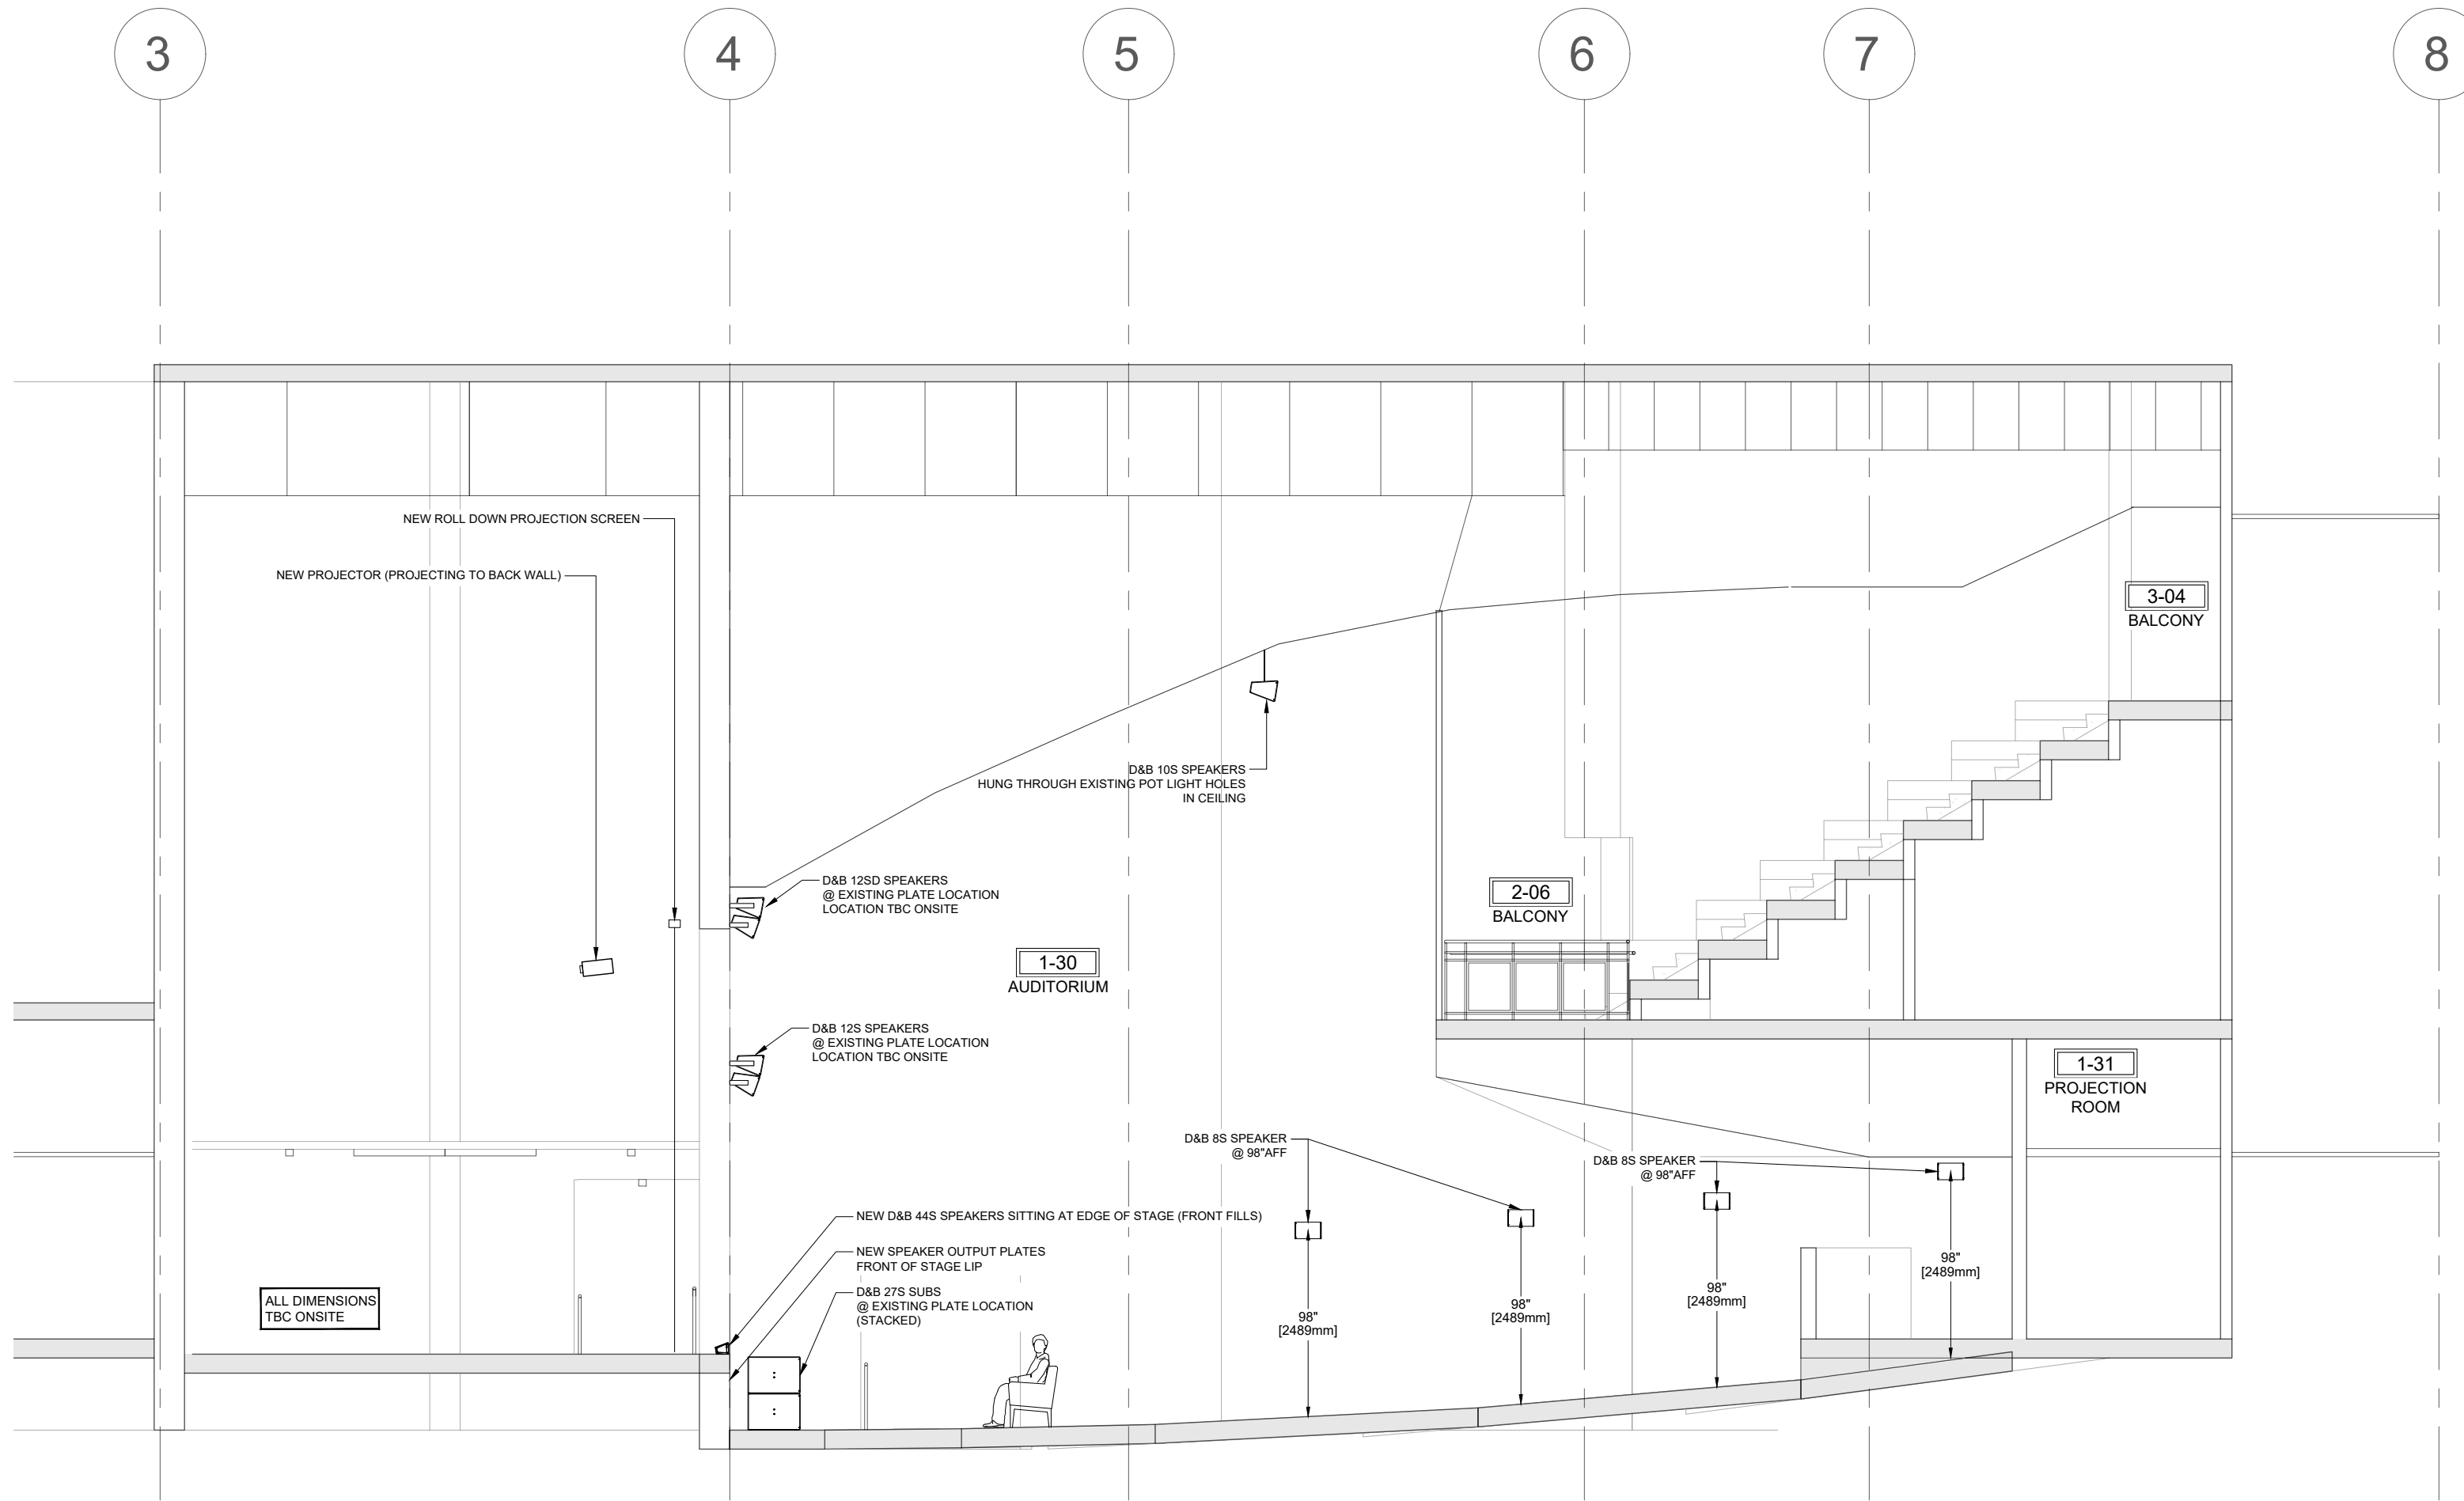 3
4
5
6
7
8
NEW ROLL DOWN PROJECTION SCREEN
NEW PROJECTOR (PROJECTING TO BACK WALL)
3-04
BALCONY
D&B 10S SPEAKERS
HUNG THROUGH EXISTING POT LIGHT HOLES
IN CEILING
D&B 12SD SPEAKERS
@ EXISTING PLATE LOCATION
LOCATION TBC ONSITE
2-06
BALCONY
1-30
AUDITORIUM
D&B 12S SPEAKERS
@ EXISTING PLATE LOCATION
LOCATION TBC ONSITE
1-31
PROJECTION
ROOM
D&B 8S SPEAKER
@ 98"AFF
D&B 8S SPEAKER
@ 98"AFF
NEW D&B 44S SPEAKERS SITTING AT EDGE OF STAGE (FRONT FILLS)
NEW SPEAKER OUTPUT PLATES
FRONT OF STAGE LIP
D&B 27S SUBS
@ EXISTING PLATE LOCATION
(STACKED)
ALL DIMENSIONS
TBC ONSITE
98"
[2489mm]
98"
[2489mm]
98"
[2489mm]
98"
[2489mm]